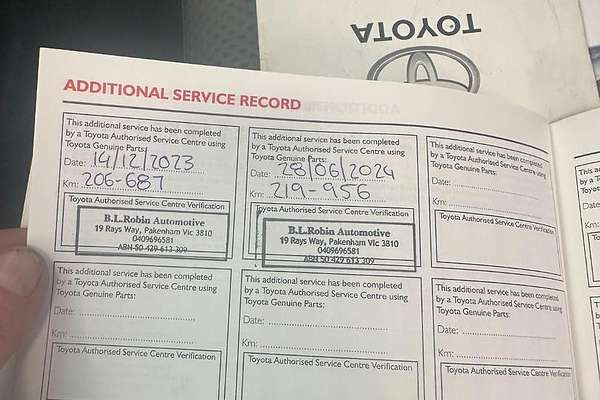 TOYOTA
ADDITIONAL SERVICE RECORD
This additional service has been completed
by a Toyota Authorised Service Centre using
Toyota Genuine Parts:
Date: 14/12/2023
Km: 206-687
Toyota Authorised Service Centre Verification
B.L.Robin Automotive
19 Rays Way, Pakenham Vic 3810
0409696581
ABN 50 429 613 309
This additional service has been completed
by a Toyota Authorised Service Centre using
Toyota Genuine Parts:
Date: 28/06/2024
Km: 219-956
Toyota Authorised Service Centre Verification
B.L.Robin Automotive
19 Rays Way, Pakenham Vic 3810
0409696581
ABN 50 429 613 309
This additional service has been completed
by a Toyota Authorised Service Centre using
Toyota Genuine Parts:
Date:
Km:
Toyota Authorised Service Centre Verification
This additional service has been completed
by a Toyota Authorised Service Centre using
Toyota Genuine Parts:
Date:
Km:
Toyota Authorised Service Centre Verification
This additional service has been completed
by a Toyota Authorised Service Centre using
Toyota Genuine Parts:
Date:
Km:
Toyota Authorised Service Centre Verification
This additional service has been completed
by a Toyota Authorised Service Centre using
Toyota Genuine Parts:
Date:
Km:
Toyota Authorised Service Centre Verification